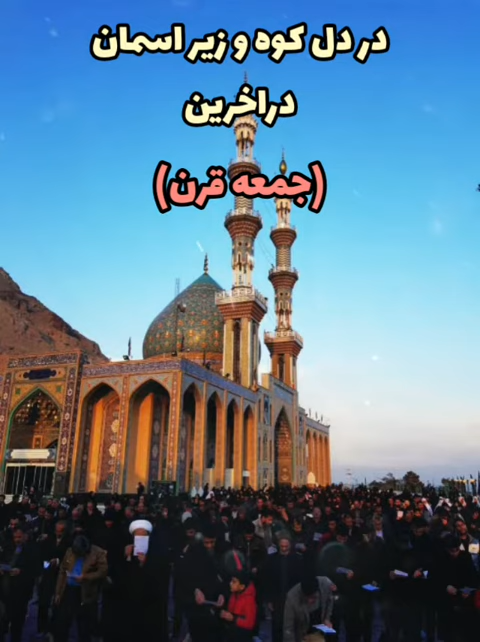 در دل کوه و زیر اسمان
دراخرین
(جمعه قرن)